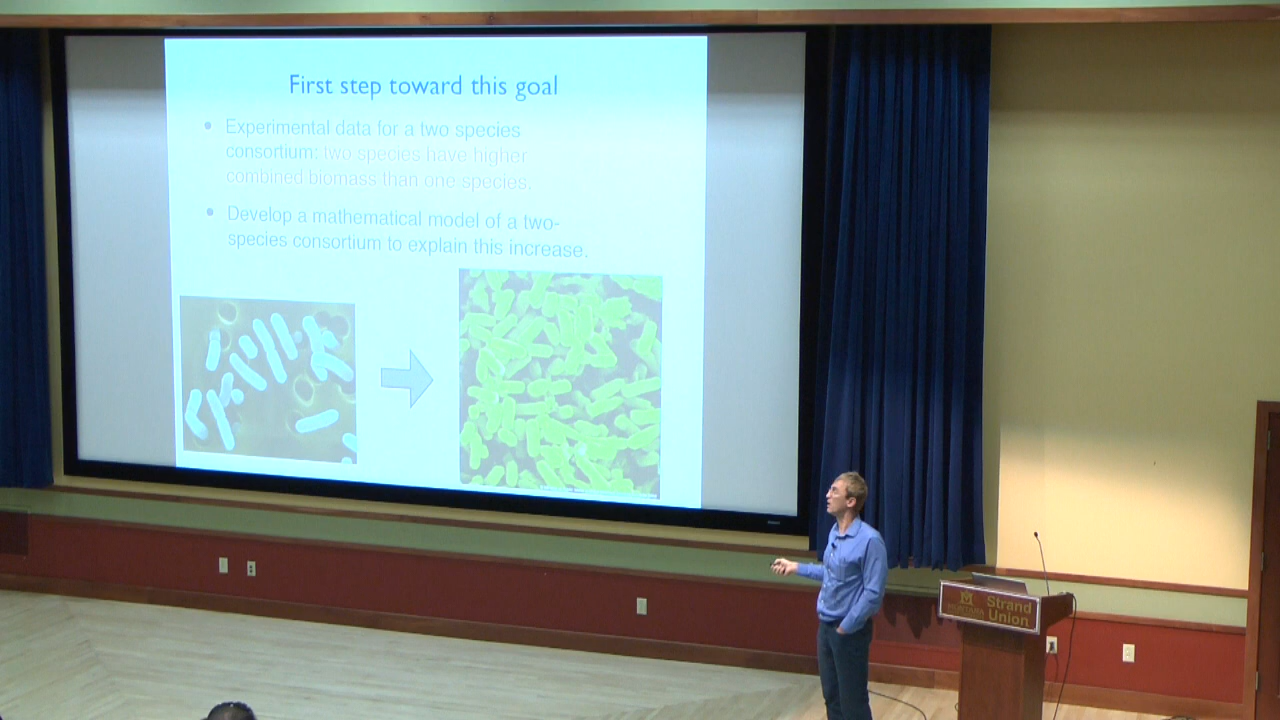 First step toward this goal
• Experimental data for a two species
consortium: two species have higher
combined biomass than one species.
• Develop a mathematical model of a two-
species consortium to explain this increase.
M
MONTANA
Strand
Union